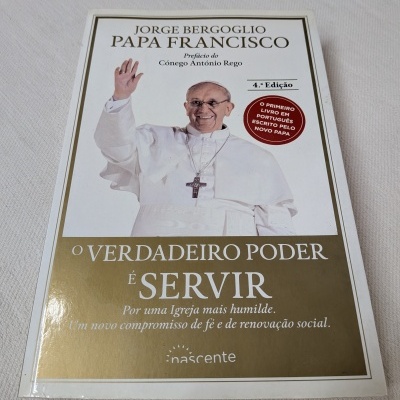 JORGE BERGOGLIO
PAPA FRANCISCO
Prefácio do
Cónego António Rego
4.ª Edição
O PRIMEIRO
LIVRO EM
PORTUGUÊS
ESCRITO PELO
NOVO PAPA
O VERDADEIRO PODER
É SERVIR
Por uma Igreja mais humilde.
Um novo compromisso de fé e de renovação social.
nascente